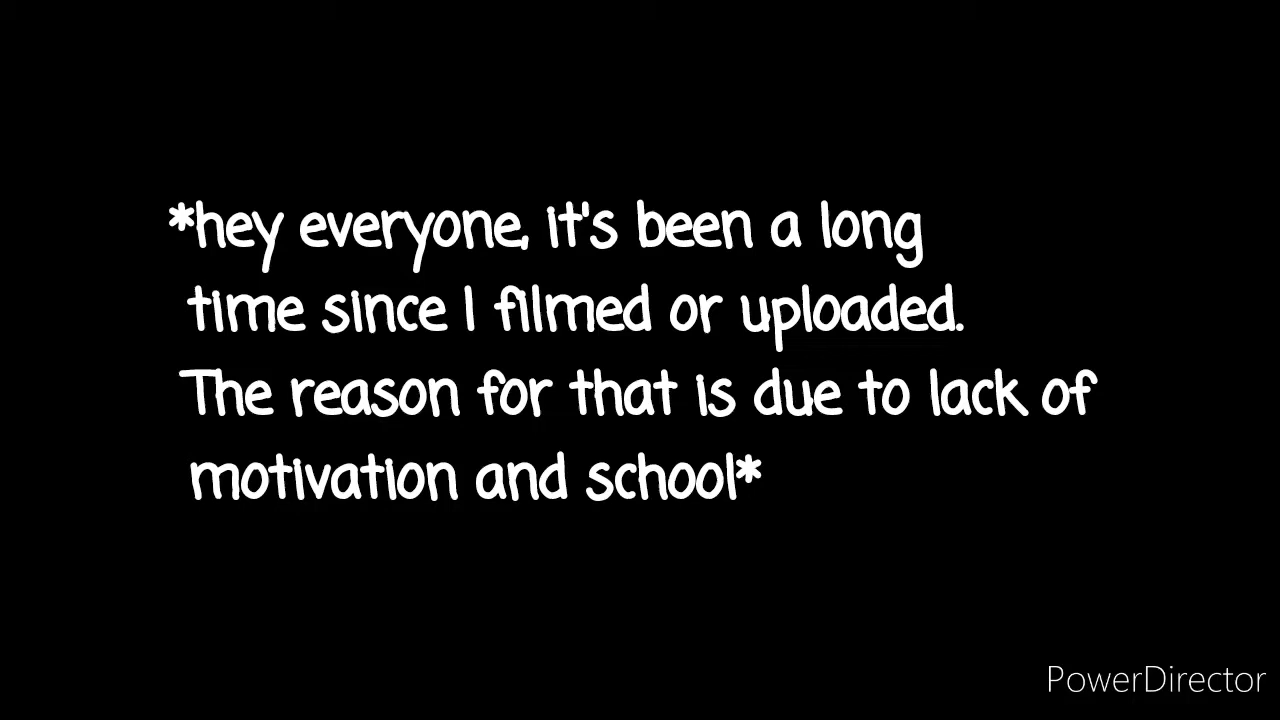 *hey everyone, it's been a long
time since I filmed or uploaded.
The reason for that is due to lack of
motivation and school*
PowerDirector